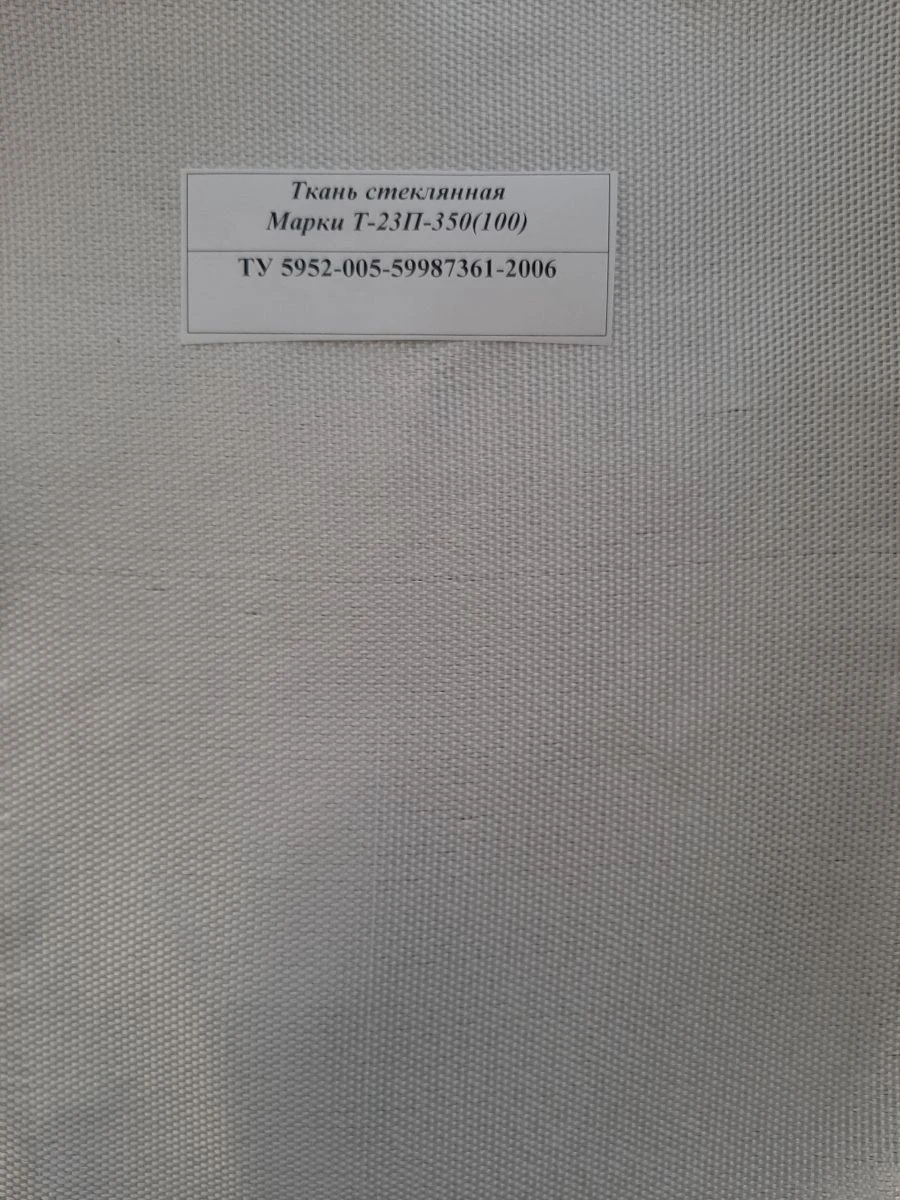 Ткань стеклянная
Марки Т-23П-350(100)
ТУ 5952-005-59987361-2006